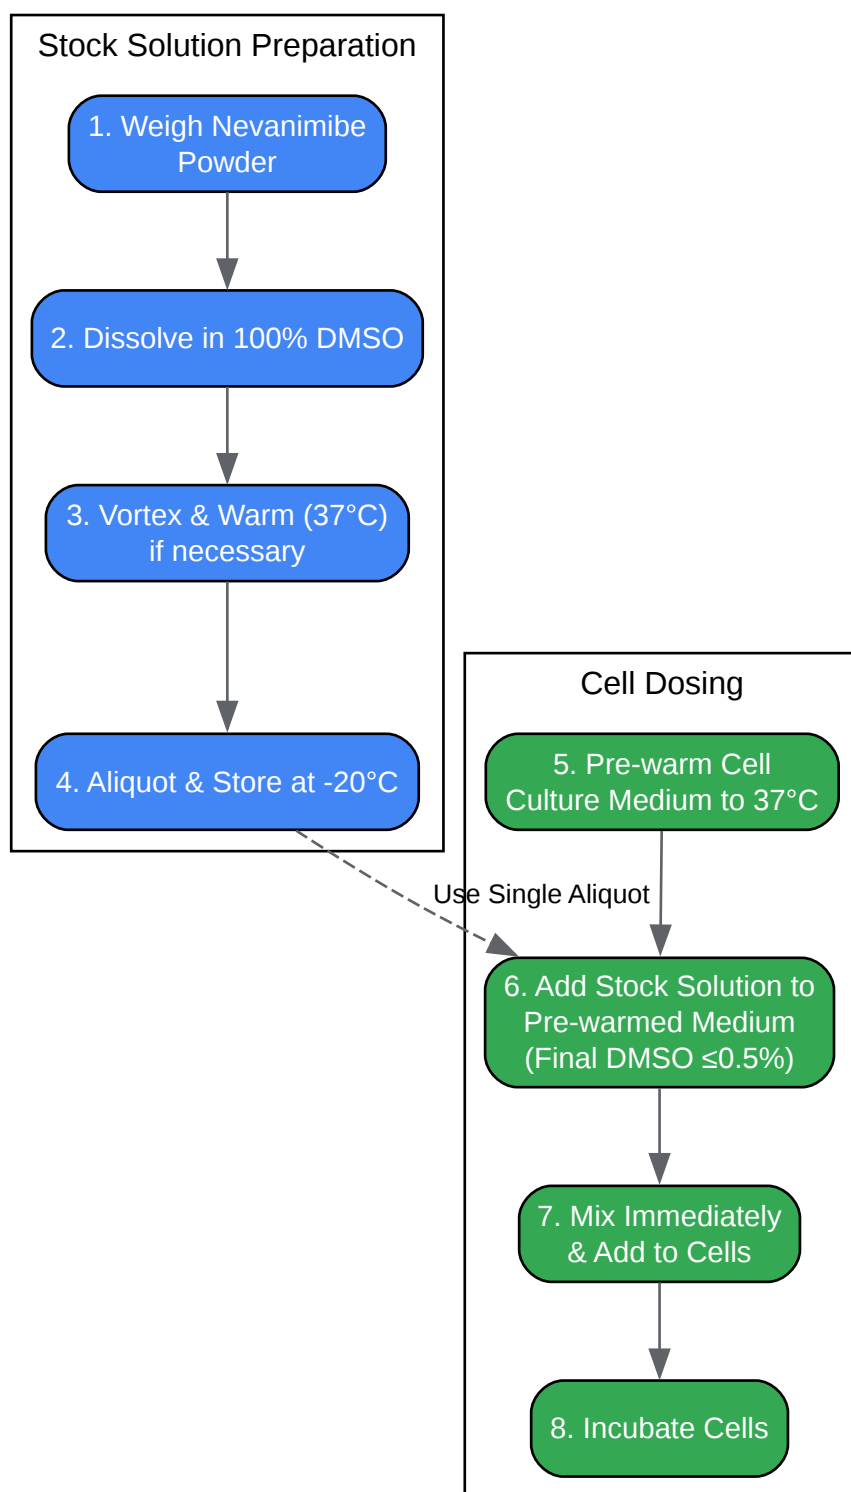 Stock Solution Preparation
1. Weigh Nevanimibe
Powder
2. Dissolve in 100% DMSO
3. Vortex & Warm (37°C)
if necessary
4. Aliquot & Store at -20°C
Use Single Aliquot
Cell Dosing
5. Pre-warm Cell
Culture Medium to 37°C
6. Add Stock Solution to
Pre-warmed Medium
(Final DMSO ≤0.5%)
7. Mix Immediately
& Add to Cells
8. Incubate Cells